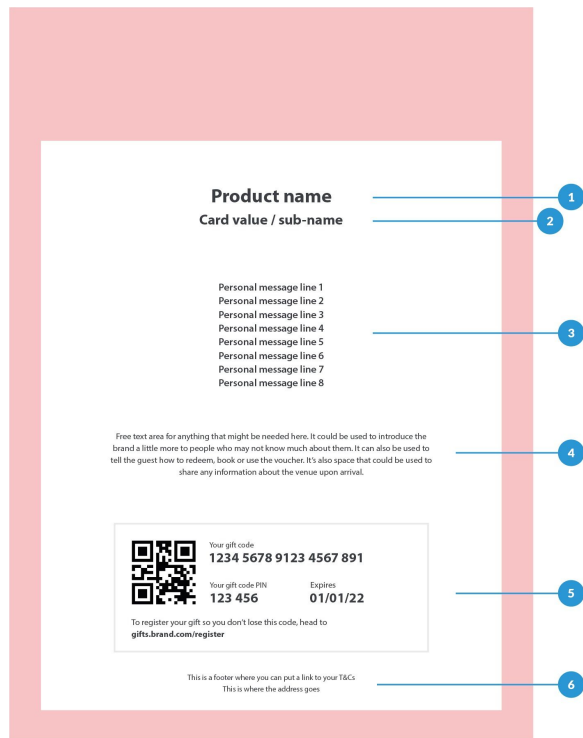 Product name
1
Card value / sub-name
2
Personal message line 1
Personal message line 2
Personal message line 3
Personal message line 4
Personal message line 5
Personal message line 6
Personal message line 7
Personal message line 8
3
Free text area for anything that might be needed here. It could be used to introduce the
brand a little more to people who may not know much about them. It can also be used to
tell the guest how to redeem, book or use the voucher. It's also space that could be used to
share any information about the venue upon arrival.
4
Your gift code
1234 5678 9123 4567 891
Your gift code PIN Expires
123 456 01/01/22
5
To register your gift so you don't lose this code, head to
gifts.brand.com/register
This is a footer where you can put a link to your T&Cs
This is where the address goes
6